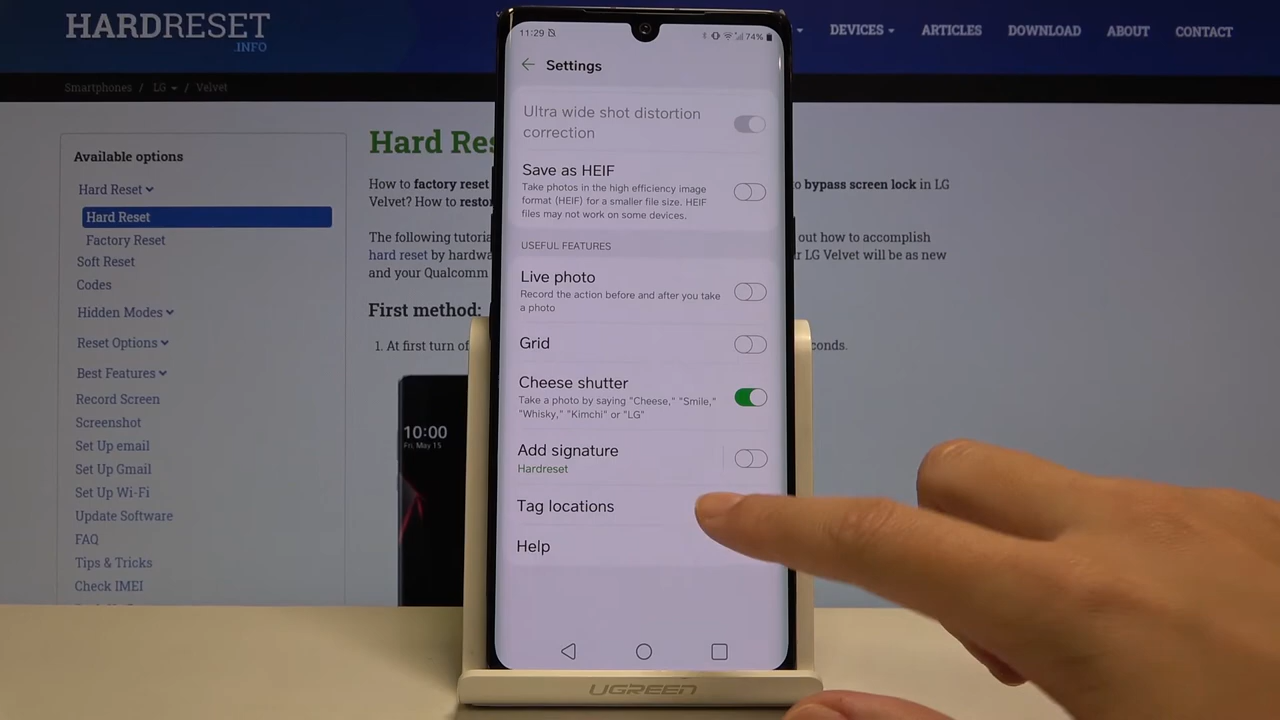 HARDRESET
.INFO
DEVICES
ARTICLES
DOWNLOAD
ABOUT
CONTACT
Smartphones / LG / Velvet
Available options
Hard Reset
Hard Reset
Factory Reset
Soft Reset
Codes
Hidden Modes
Reset Options
Best Features
Record Screen
Screenshot
Set Up email
Set Up Gmail
Set Up Wi-Fi
Update Software
FAQ
Tips & Tricks
Check IMEI
Hard Res
How to factory reset
o bypass screen lock in LG
Velvet? How to resto
The following tutoria
out how to accomplish
hard reset by hardwa
r LG Velvet will be as new
and your Qualcomm
First method:
1. At first turn of
conds.
10:00
Fri, May 15
11:29
74%
Settings
Ultra wide shot distortion
correction
Save as HEIF
Take photos in the high efficiency image
format (HEIF) for a smaller file size. HEIF
files may not work on some devices.
USEFUL FEATURES
Live photo
Record the action before and after you take
a photo
Grid
Cheese shutter
Take a photo by saying "Cheese," "Smile,"
"Whisky," "Kimchi" or "LG"
Add signature
Hardreset
Tag locations
Help
UGREEN